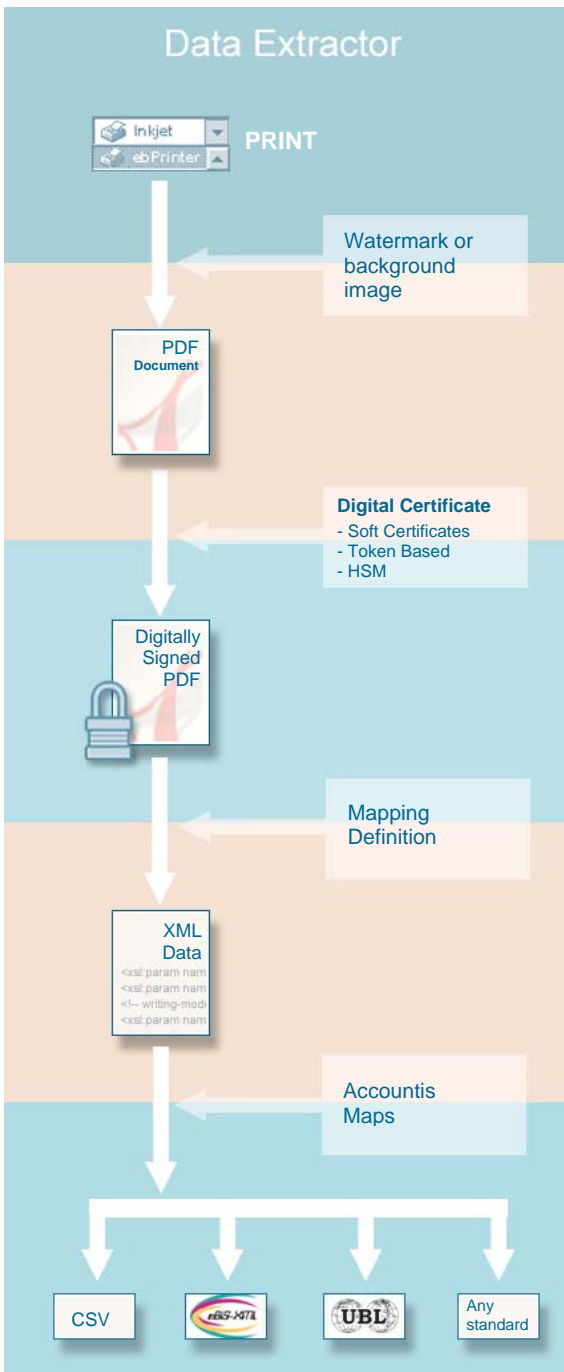 Data Extractor
Inkjet
ebPrinter
PRINT
Watermark or
background
image
PDF
Document
Digital Certificate
- Soft Certificates
- Token Based
- HSM
Digitally
Signed
PDF
Mapping
Definition
XML
Data
<xsl:param nam
<xsl:param nam
<!-- writing-mod
<xsl:param nam
Accountis
Maps
CSV
eBIS-XML
UBL
Any
standard